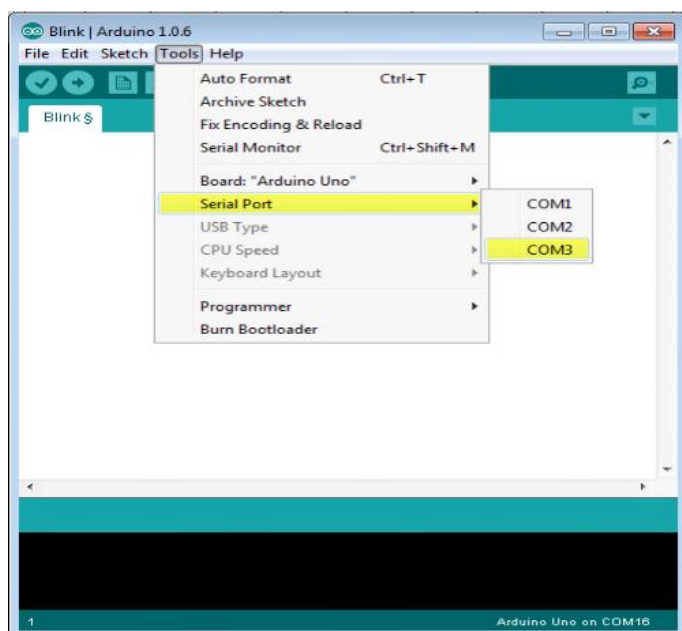 Blink | Arduino 1.0.6
File Edit Sketch Tools Help
Blink §
Auto Format Ctrl+T
Archive Sketch
Fix Encoding & Reload
Serial Monitor Ctrl+Shift+M
Board: "Arduino Uno"
Serial Port
USB Type
CPU Speed
Keyboard Layout
Programmer
Burn Bootloader
COM1
COM2
COM3
1 Arduino Uno on COM16